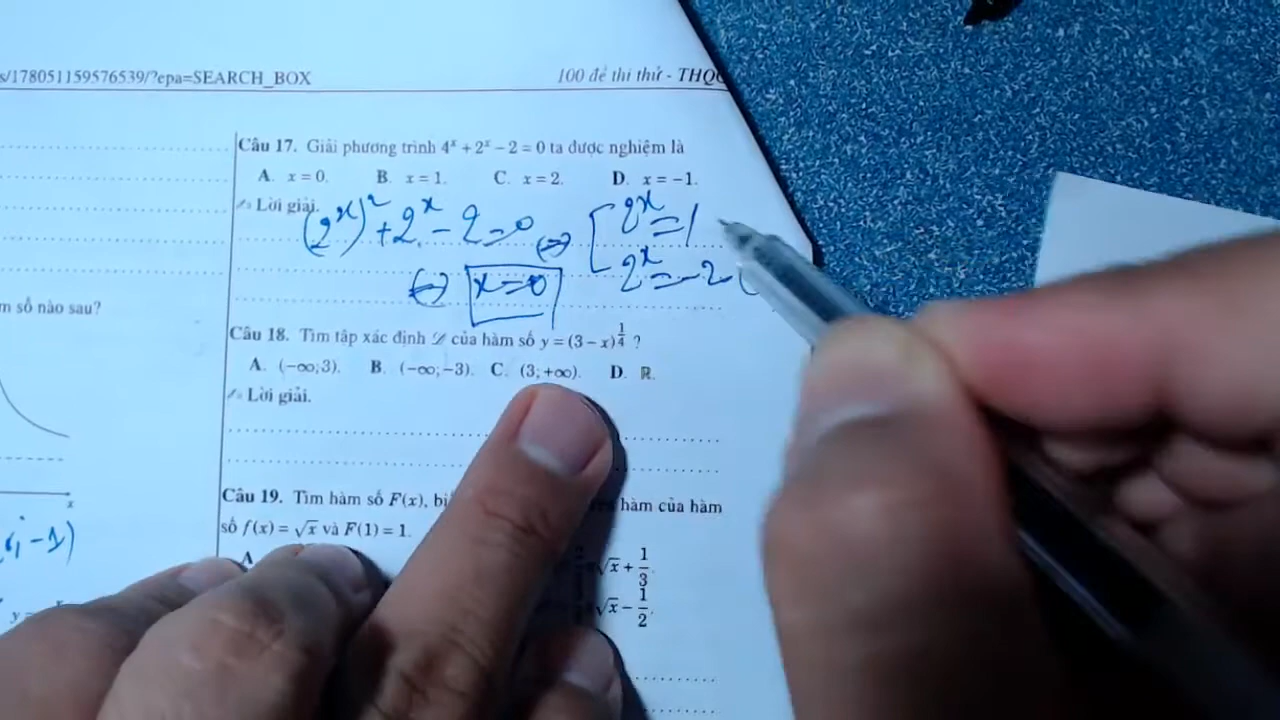 s/178051159576539/?epa=SEARCH_BOX
100 đề thi thử - THQG
Câu 17. Giải phương trình 4^x + 2^x − 2 = 0 ta được nghiệm là
A. x = 0. B. x = 1. C. x = 2. D. x = −1.
Lời giải.
(2^x)^2 + 2^x − 2 = 0 ⇔ [ 2^x = 1
2^x = −2 (
⇔ x = 0
m số nào sau?
Câu 18. Tìm tập xác định 𝒟 của hàm số y = (3 − x)^{1/4} ?
A. (−∞;3). B. (−∞;−3). C. (3;+∞). D. ℝ.
Lời giải.
x
Câu 19. Tìm hàm số F(x), hàm của hàm
số f(x) = √x và F(1) = 1.
A
√x + 1/3.
√x − 1/2.
; −1)
y